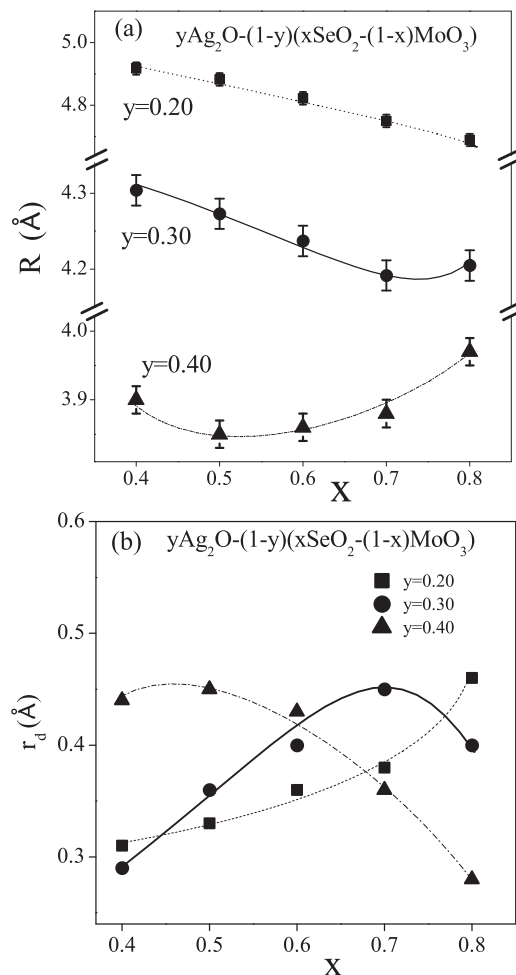 (a) yAg₂O-(1-y)(xSeO₂-(1-x)MoO₃)
5.0
y=0.20
4.8
4.3
y=0.30
4.2
R (Å)
4.0
y=0.40
3.9
0.4 0.5 0.6 0.7 0.8
X
0.6
(b) yAg₂O-(1-y)(xSeO₂-(1-x)MoO₃)
y=0.20
y=0.30
y=0.40
0.5
r_d (Å)
0.4
0.3
0.4 0.5 0.6 0.7 0.8
X